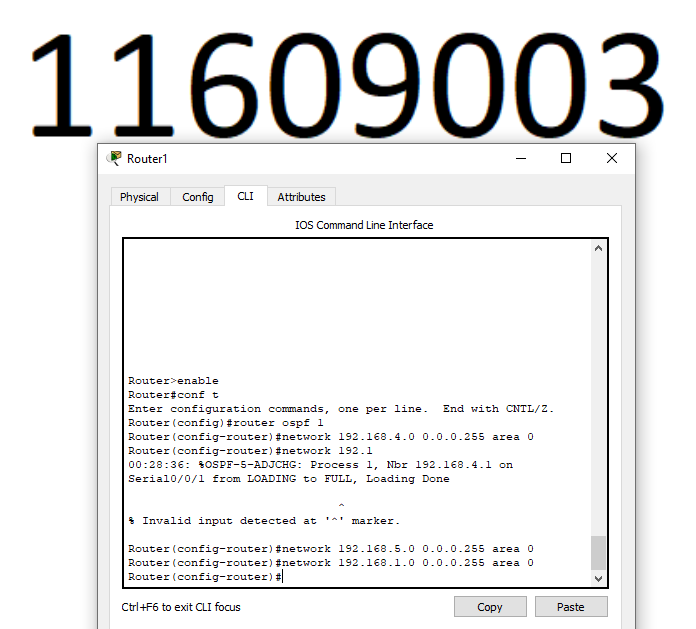 11609003
Router1
Physical Config CLI Attributes
IOS Command Line Interface
Router>enable
Router#conf t
Enter configuration commands, one per line.  End with CNTL/Z.
Router(config)#router ospf 1
Router(config-router)#network 192.168.4.0 0.0.0.255 area 0
Router(config-router)#network 192.1
00:28:36: %OSPF-5-ADJCHG: Process 1, Nbr 192.168.4.1 on
Serial0/0/1 from LOADING to FULL, Loading Done
^
% Invalid input detected at '^' marker.
Router(config-router)#network 192.168.5.0 0.0.0.255 area 0
Router(config-router)#network 192.168.1.0 0.0.0.255 area 0
Router(config-router)#
Ctrl+F6 to exit CLI focus Copy Paste